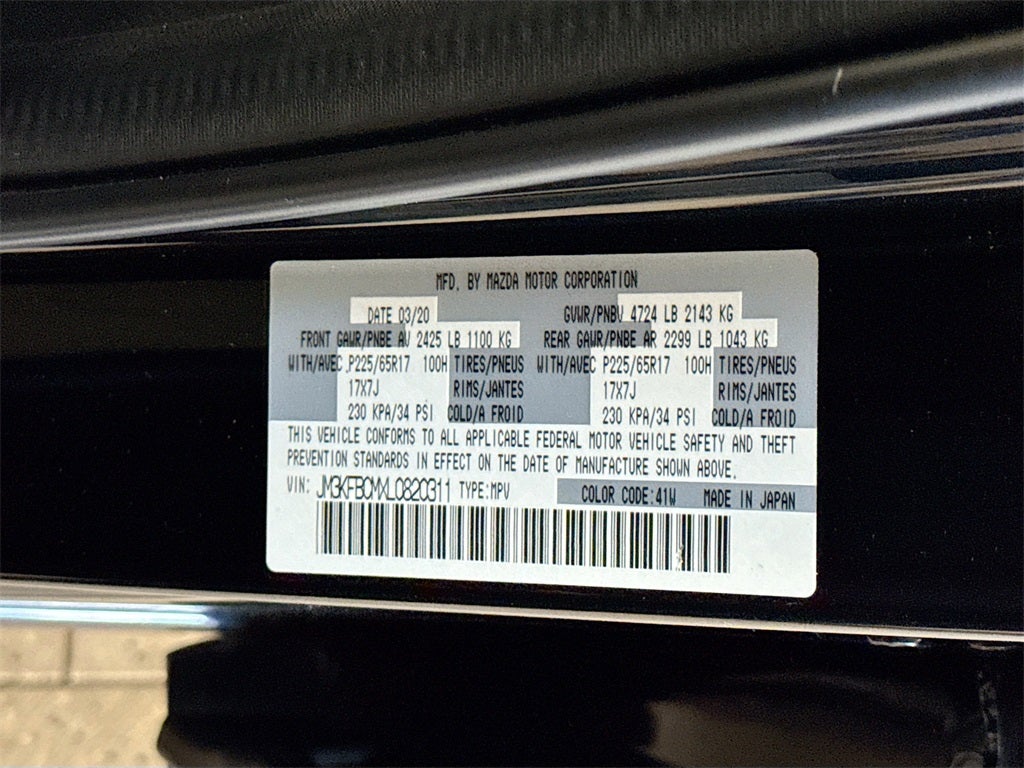 MFD. BY MAZDA MOTOR CORPORATION
DATE 03/20 GVWR/PNBV 4724 LB 2143 KG
FRONT GAWR/PNBE AV 2425 LB 1100 KG REAR GAWR/PNBE AR 2299 LB 1043 KG
WITH/AVEC P225/65R17 100H TIRES/PNEUS WITH/AVEC P225/65R17 100H TIRES/PNEUS
17X7J RIMS/JANTES 17X7J RIMS/JANTES
230 KPA/34 PSI COLD/A FROID 230 KPA/34 PSI COLD/A FROID
THIS VEHICLE CONFORMS TO ALL APPLICABLE FEDERAL MOTOR VEHICLE SAFETY AND THEFT
PREVENTION STANDARDS IN EFFECT ON THE DATE OF MANUFACTURE SHOWN ABOVE.
VIN: JM3KFBCMXL0820311 TYPE:MPV COLOR CODE:41W MADE IN JAPAN